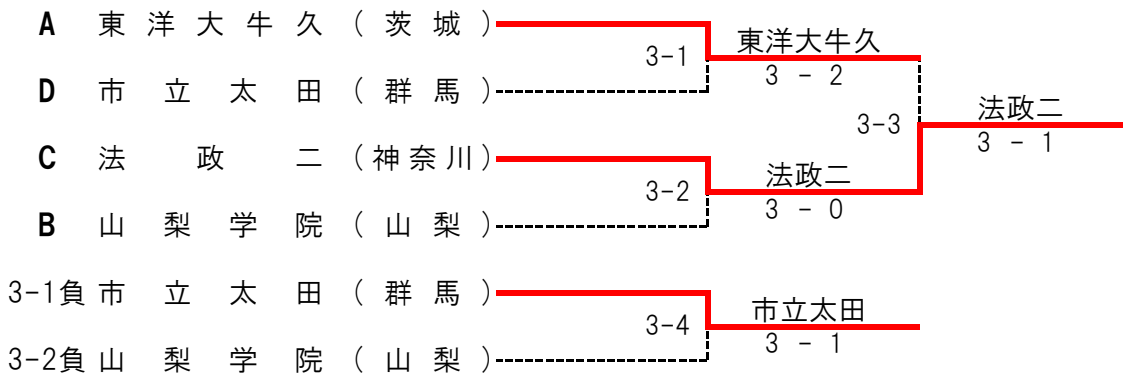 A 東洋大牛久(茨城)
3-1 東洋大牛久
3 - 2
D 市立太田(群馬)
3-3 法政二
3 - 1
C 法政二(神奈川)
3-2 法政二
3 - 0
B 山梨学院(山梨)
3-1負 市立太田(群馬)
3-4 市立太田
3 - 1
3-2負 山梨学院(山梨)